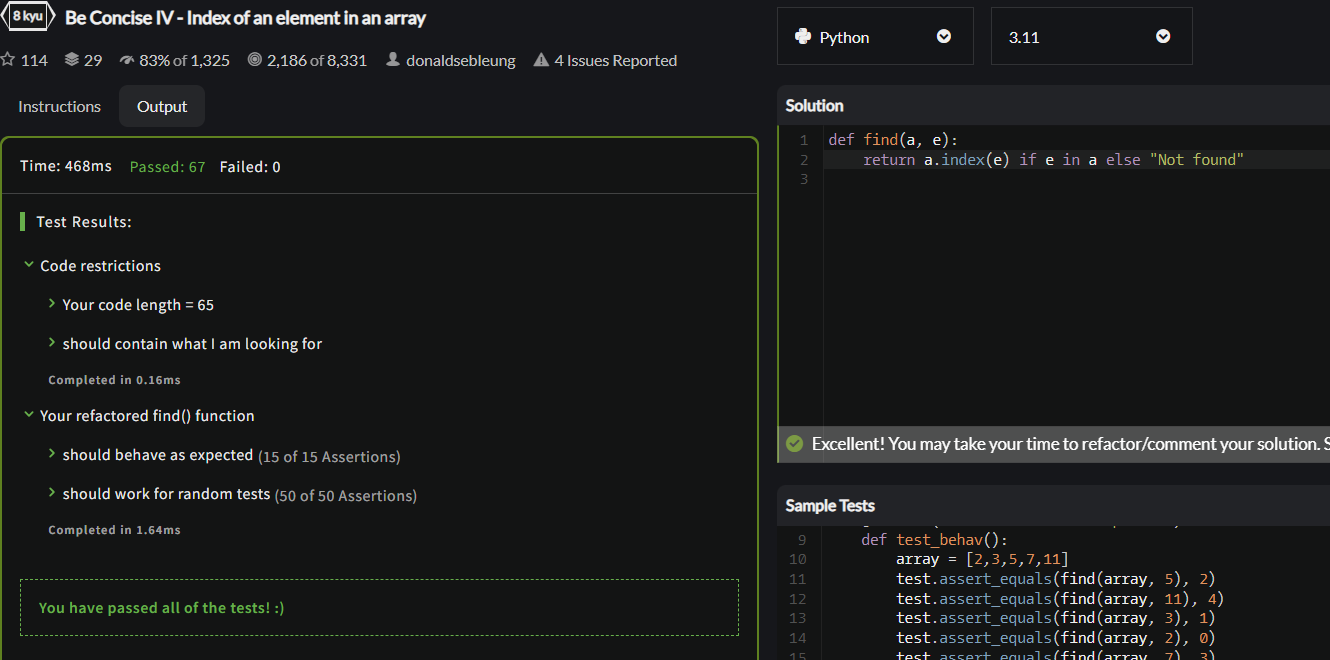 8 kyu Be Concise IV - Index of an element in an array
114 29 83% of 1,325 2,186 of 8,331 donaldsebleung 4 Issues Reported
Instructions Output
Time: 468ms Passed: 67 Failed: 0
Test Results:
Code restrictions
Your code length = 65
should contain what I am looking for
Completed in 0.16ms
Your refactored find() function
should behave as expected (15 of 15 Assertions)
should work for random tests (50 of 50 Assertions)
Completed in 1.64ms
You have passed all of the tests! :)
Python 3.11
Solution
1 def find(a, e):
2 return a.index(e) if e in a else "Not found"
3
Excellent! You may take your time to refactor/comment your solution.
Sample Tests
9 def test_behav():
10 array = [2,3,5,7,11]
11 test.assert_equals(find(array, 5), 2)
12 test.assert_equals(find(array, 11), 4)
13 test.assert_equals(find(array, 3), 1)
14 test.assert_equals(find(array, 2), 0)
15 test.assert_equals(find(array, 7), 3)